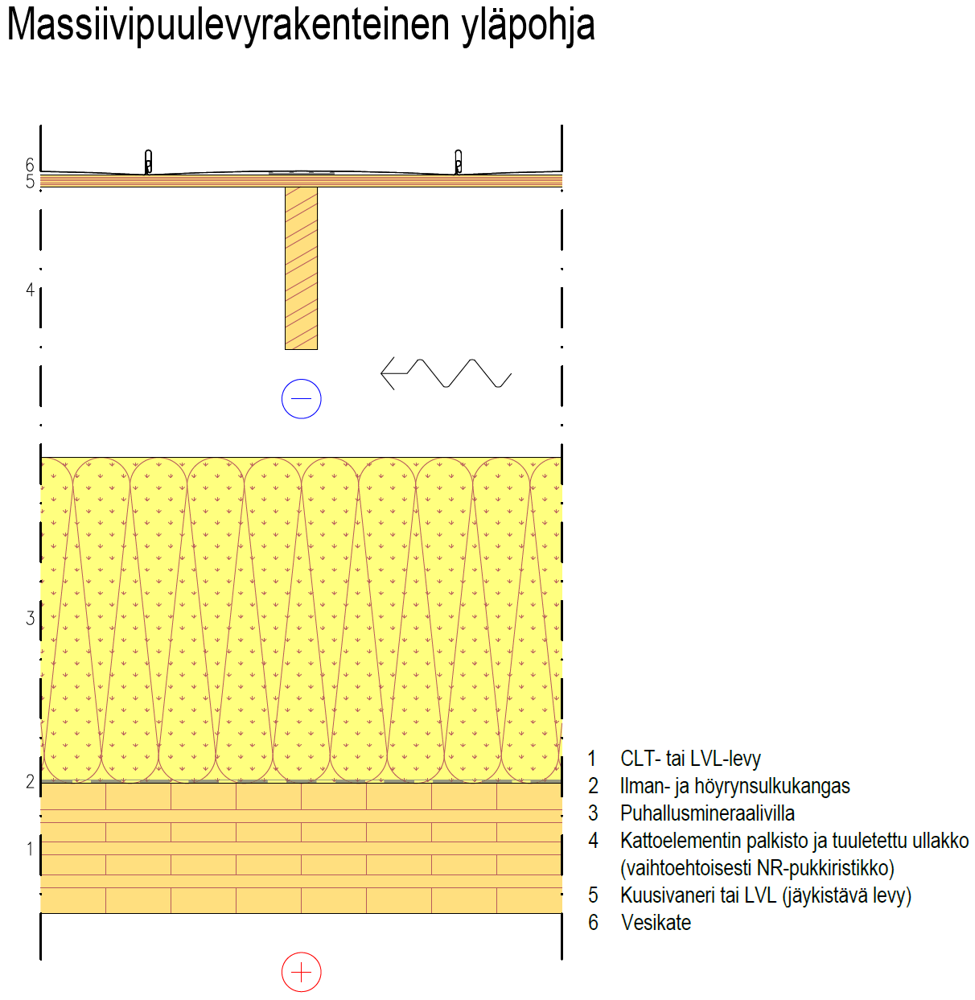 Massiivipuulevyrakenteinen yläpohja
6
5
4
3
2
1
1 CLT- tai LVL-levy
2 Ilman- ja höyrynsulkukangas
3 Puhallusmineraalivilla
4 Kattoelementin palkisto ja tuuletettu ullakko
(vaihtoehtoisesti NR-pukkiristikko)
5 Kuusivaneri tai LVL (jäykistävä levy)
6 Vesikate